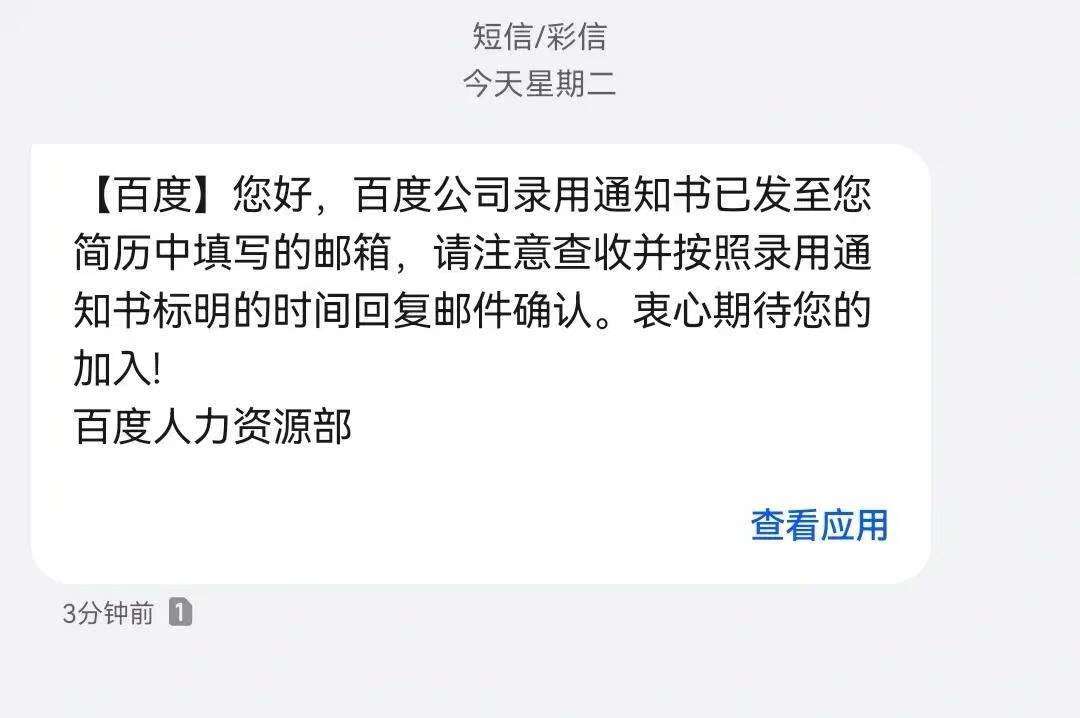 短信/彩信
今天星期二
【百度】您好，百度公司录用通知书已发至您
简历中填写的邮箱，请注意查收并按照录用通
知书标明的时间回复邮件确认。衷心期待您的
加入!
百度人力资源部
查看应用
3分钟前 1